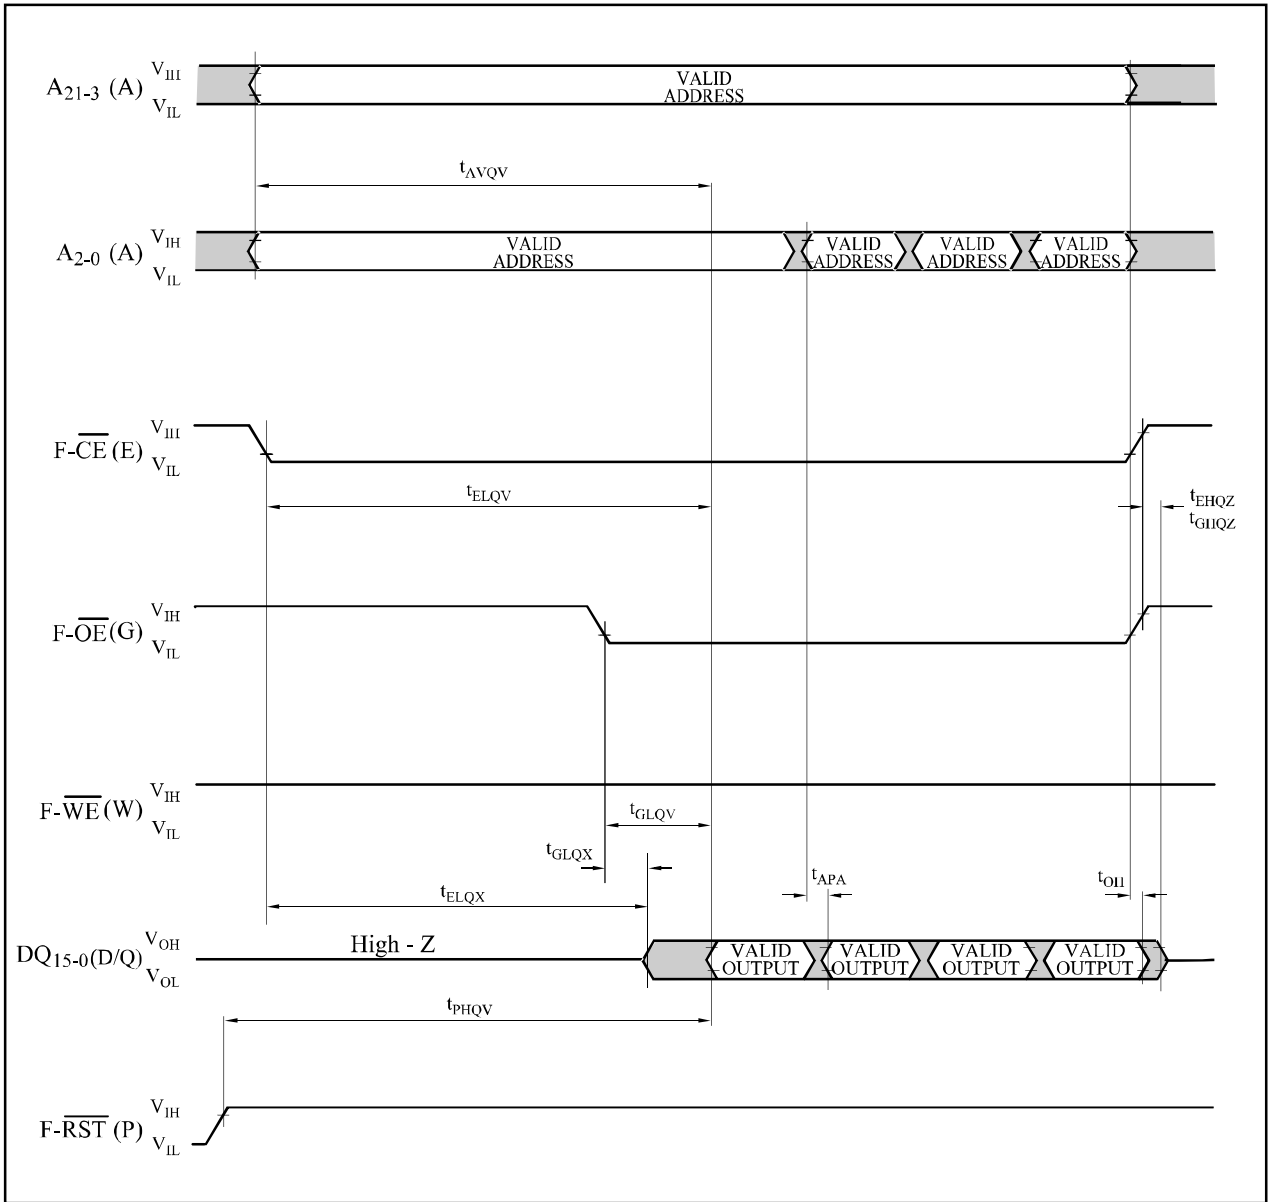 A21-3 (A) VIH VALID
VIL ADDRESS
tAVQV
A2-0 (A) VIH VALID VALID VALID VALID
VIL ADDRESS ADDRESS ADDRESS ADDRESS
F-CE (E) VIH
VIL
tELQV
tEHQZ
tGHQZ
F-OE (G) VIH
VIL
F-WE (W) VIH
VIL
tGLQV
tGLQX
tELQX
tAPA
tOH
DQ15-0 (D/Q) VOH High - Z VALID VALID VALID VALID
VOL OUTPUT OUTPUT OUTPUT OUTPUT
tPHQV
F-RST (P) VIH
VIL